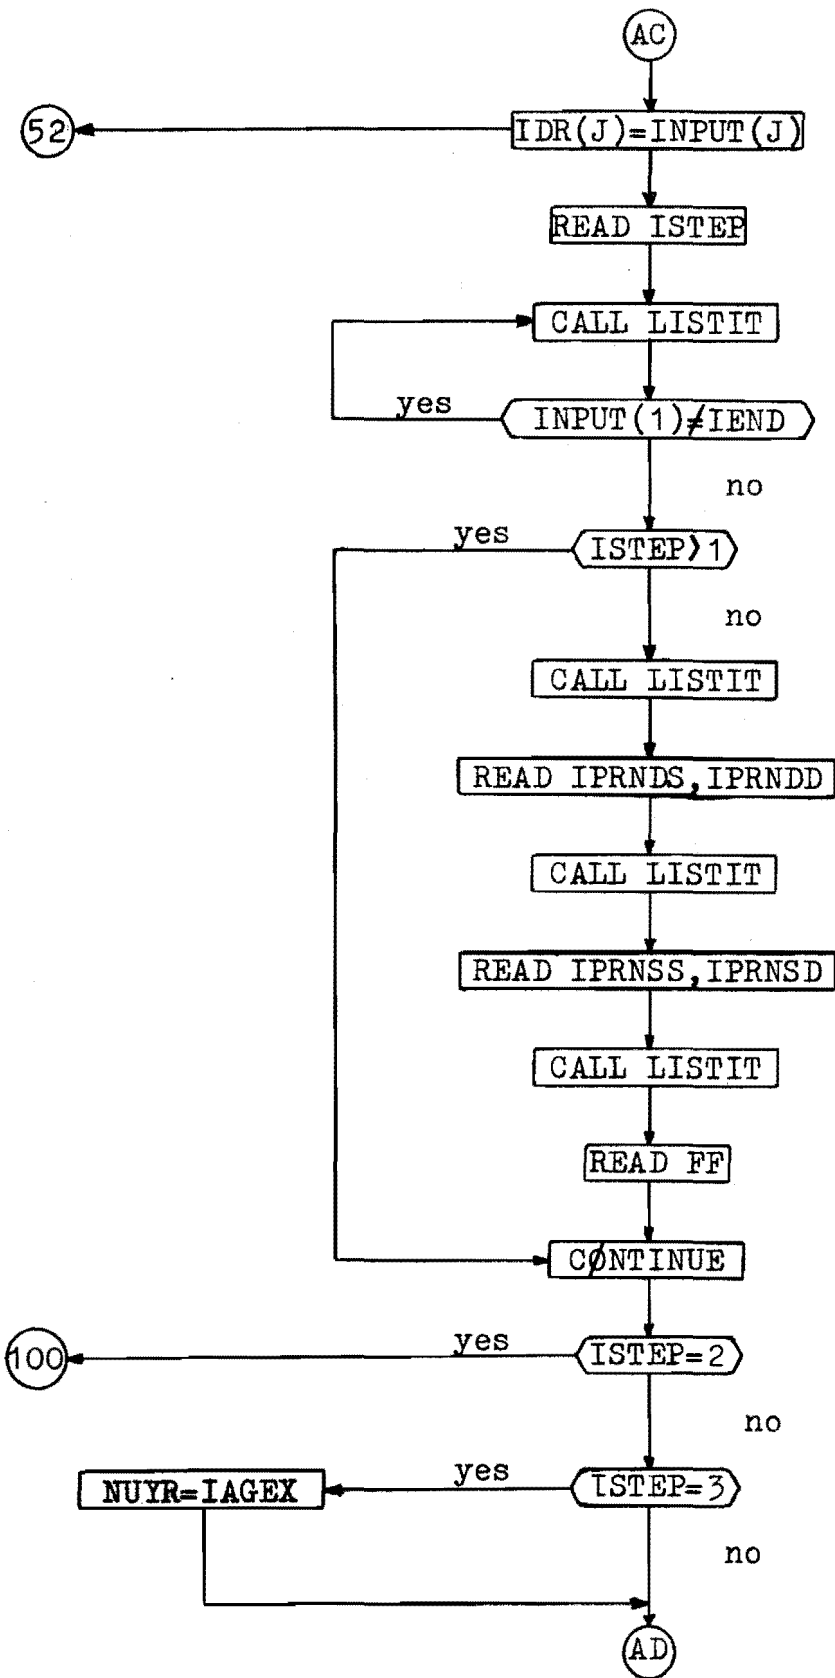 AC
52
IDR(J)=INPUT(J)
READ ISTEP
CALL LISTIT
yes
INPUT(1)≠IEND
no
yes
ISTEP>1
no
CALL LISTIT
READ IPRNDS,IPRNDD
CALL LISTIT
READ IPRNSS,IPRNSD
CALL LISTIT
READ FF
CØNTINUE
100
yes
ISTEP=2
no
NUYR=IAGEX
yes
ISTEP=3
no
AD